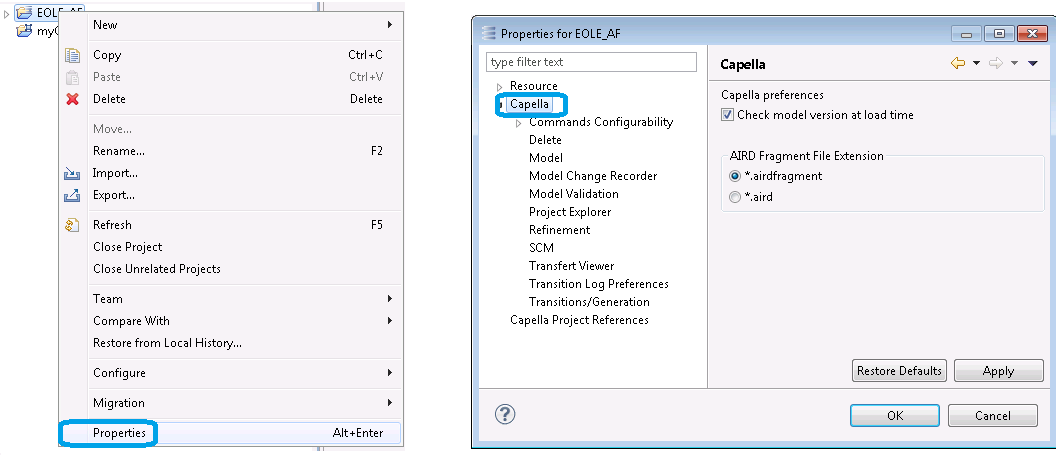 EOLE_AF
New
Copy Ctrl+C
Paste Ctrl+V
Delete Delete
Move...
Rename... F2
Import...
Export...
Refresh F5
Close Project
Close Unrelated Projects
Team
Compare With
Restore from Local History...
Configure
Migration
Properties Alt+Enter
Properties for EOLE_AF
type filter text
Resource
Capella
Commands Configurability
Delete
Model
Model Change Recorder
Model Validation
Project Explorer
Refinement
SCM
Transfert Viewer
Transition Log Preferences
Transitions/Generation
Capella Project References
Capella
Capella preferences
Check model version at load time
AIRD Fragment File Extension
*.airdfragment
*.aird
Restore Defaults Apply
? OK Cancel